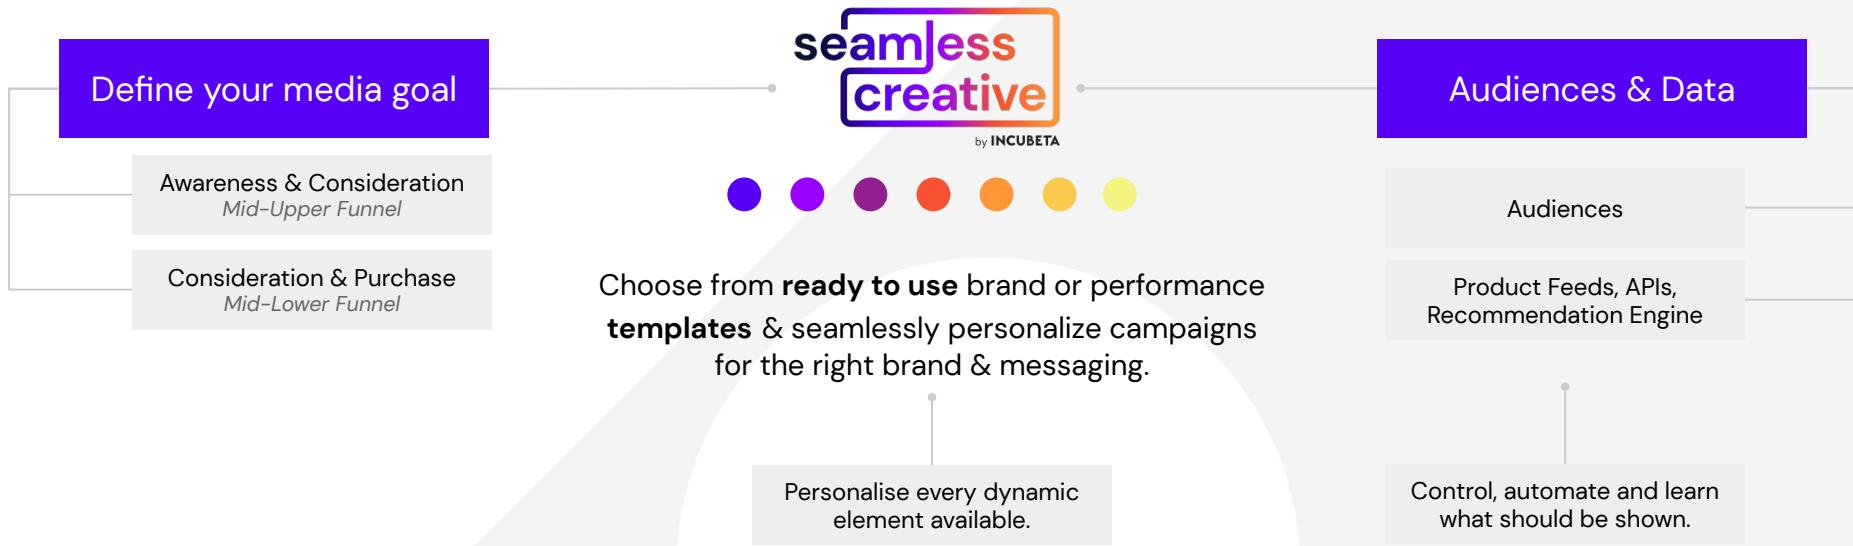 Define your media goal
Awareness & Consideration
Mid-Upper Funnel
Consideration & Purchase
Mid-Lower Funnel
seamless
creative
by INCUBETA
Choose from ready to use brand or performance
templates & seamlessly personalize campaigns
for the right brand & messaging.
Personalise every dynamic
element available.
Audiences & Data
Audiences
Product Feeds, APIs,
Recommendation Engine
Control, automate and learn
what should be shown.